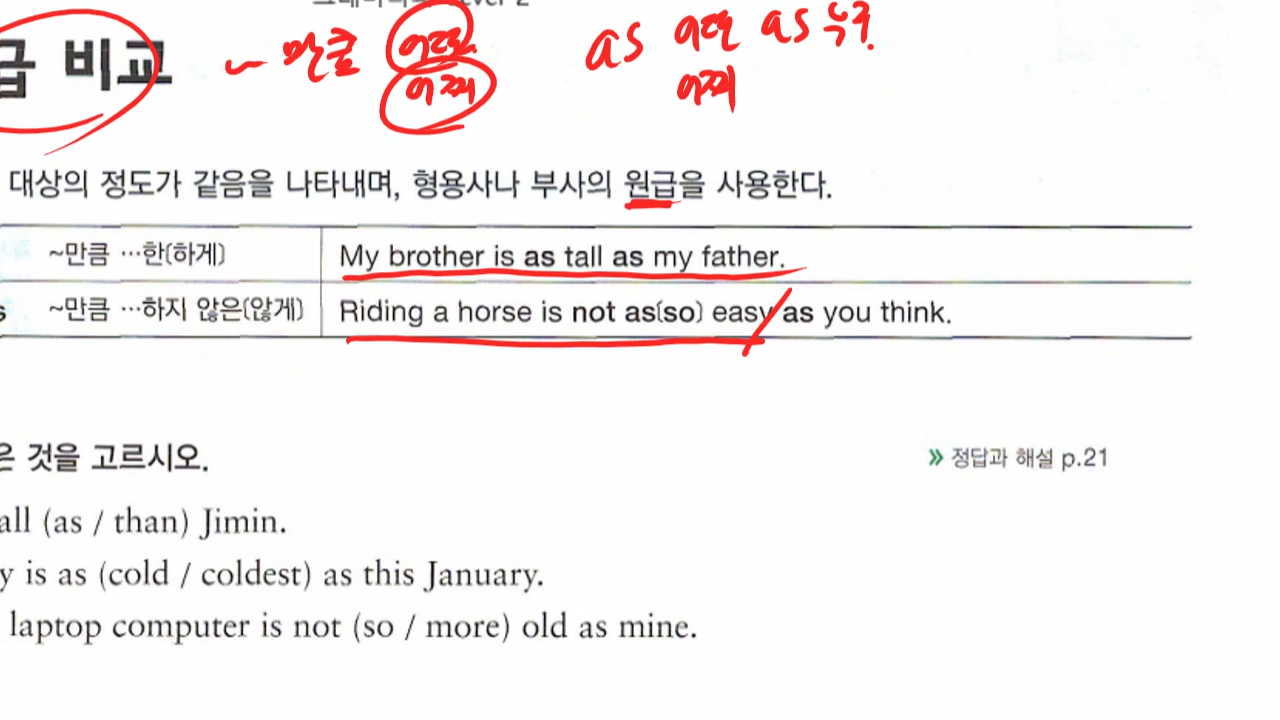 급 비교 ~ 만큼 어떤 as 어떤 as 누구?
어찌 어찌
대상의 정도가 같음을 나타내며, 형용사나 부사의 원급을 사용한다.
~만큼 …한(하게) My brother is as tall as my father.
s ~만큼 …하지 않은(않게) Riding a horse is not as(so) easy as you think.
은 것을 고르시오. » 정답과 해설 p.21
all (as / than) Jimin.
y is as (cold / coldest) as this January.
laptop computer is not (so / more) old as mine.